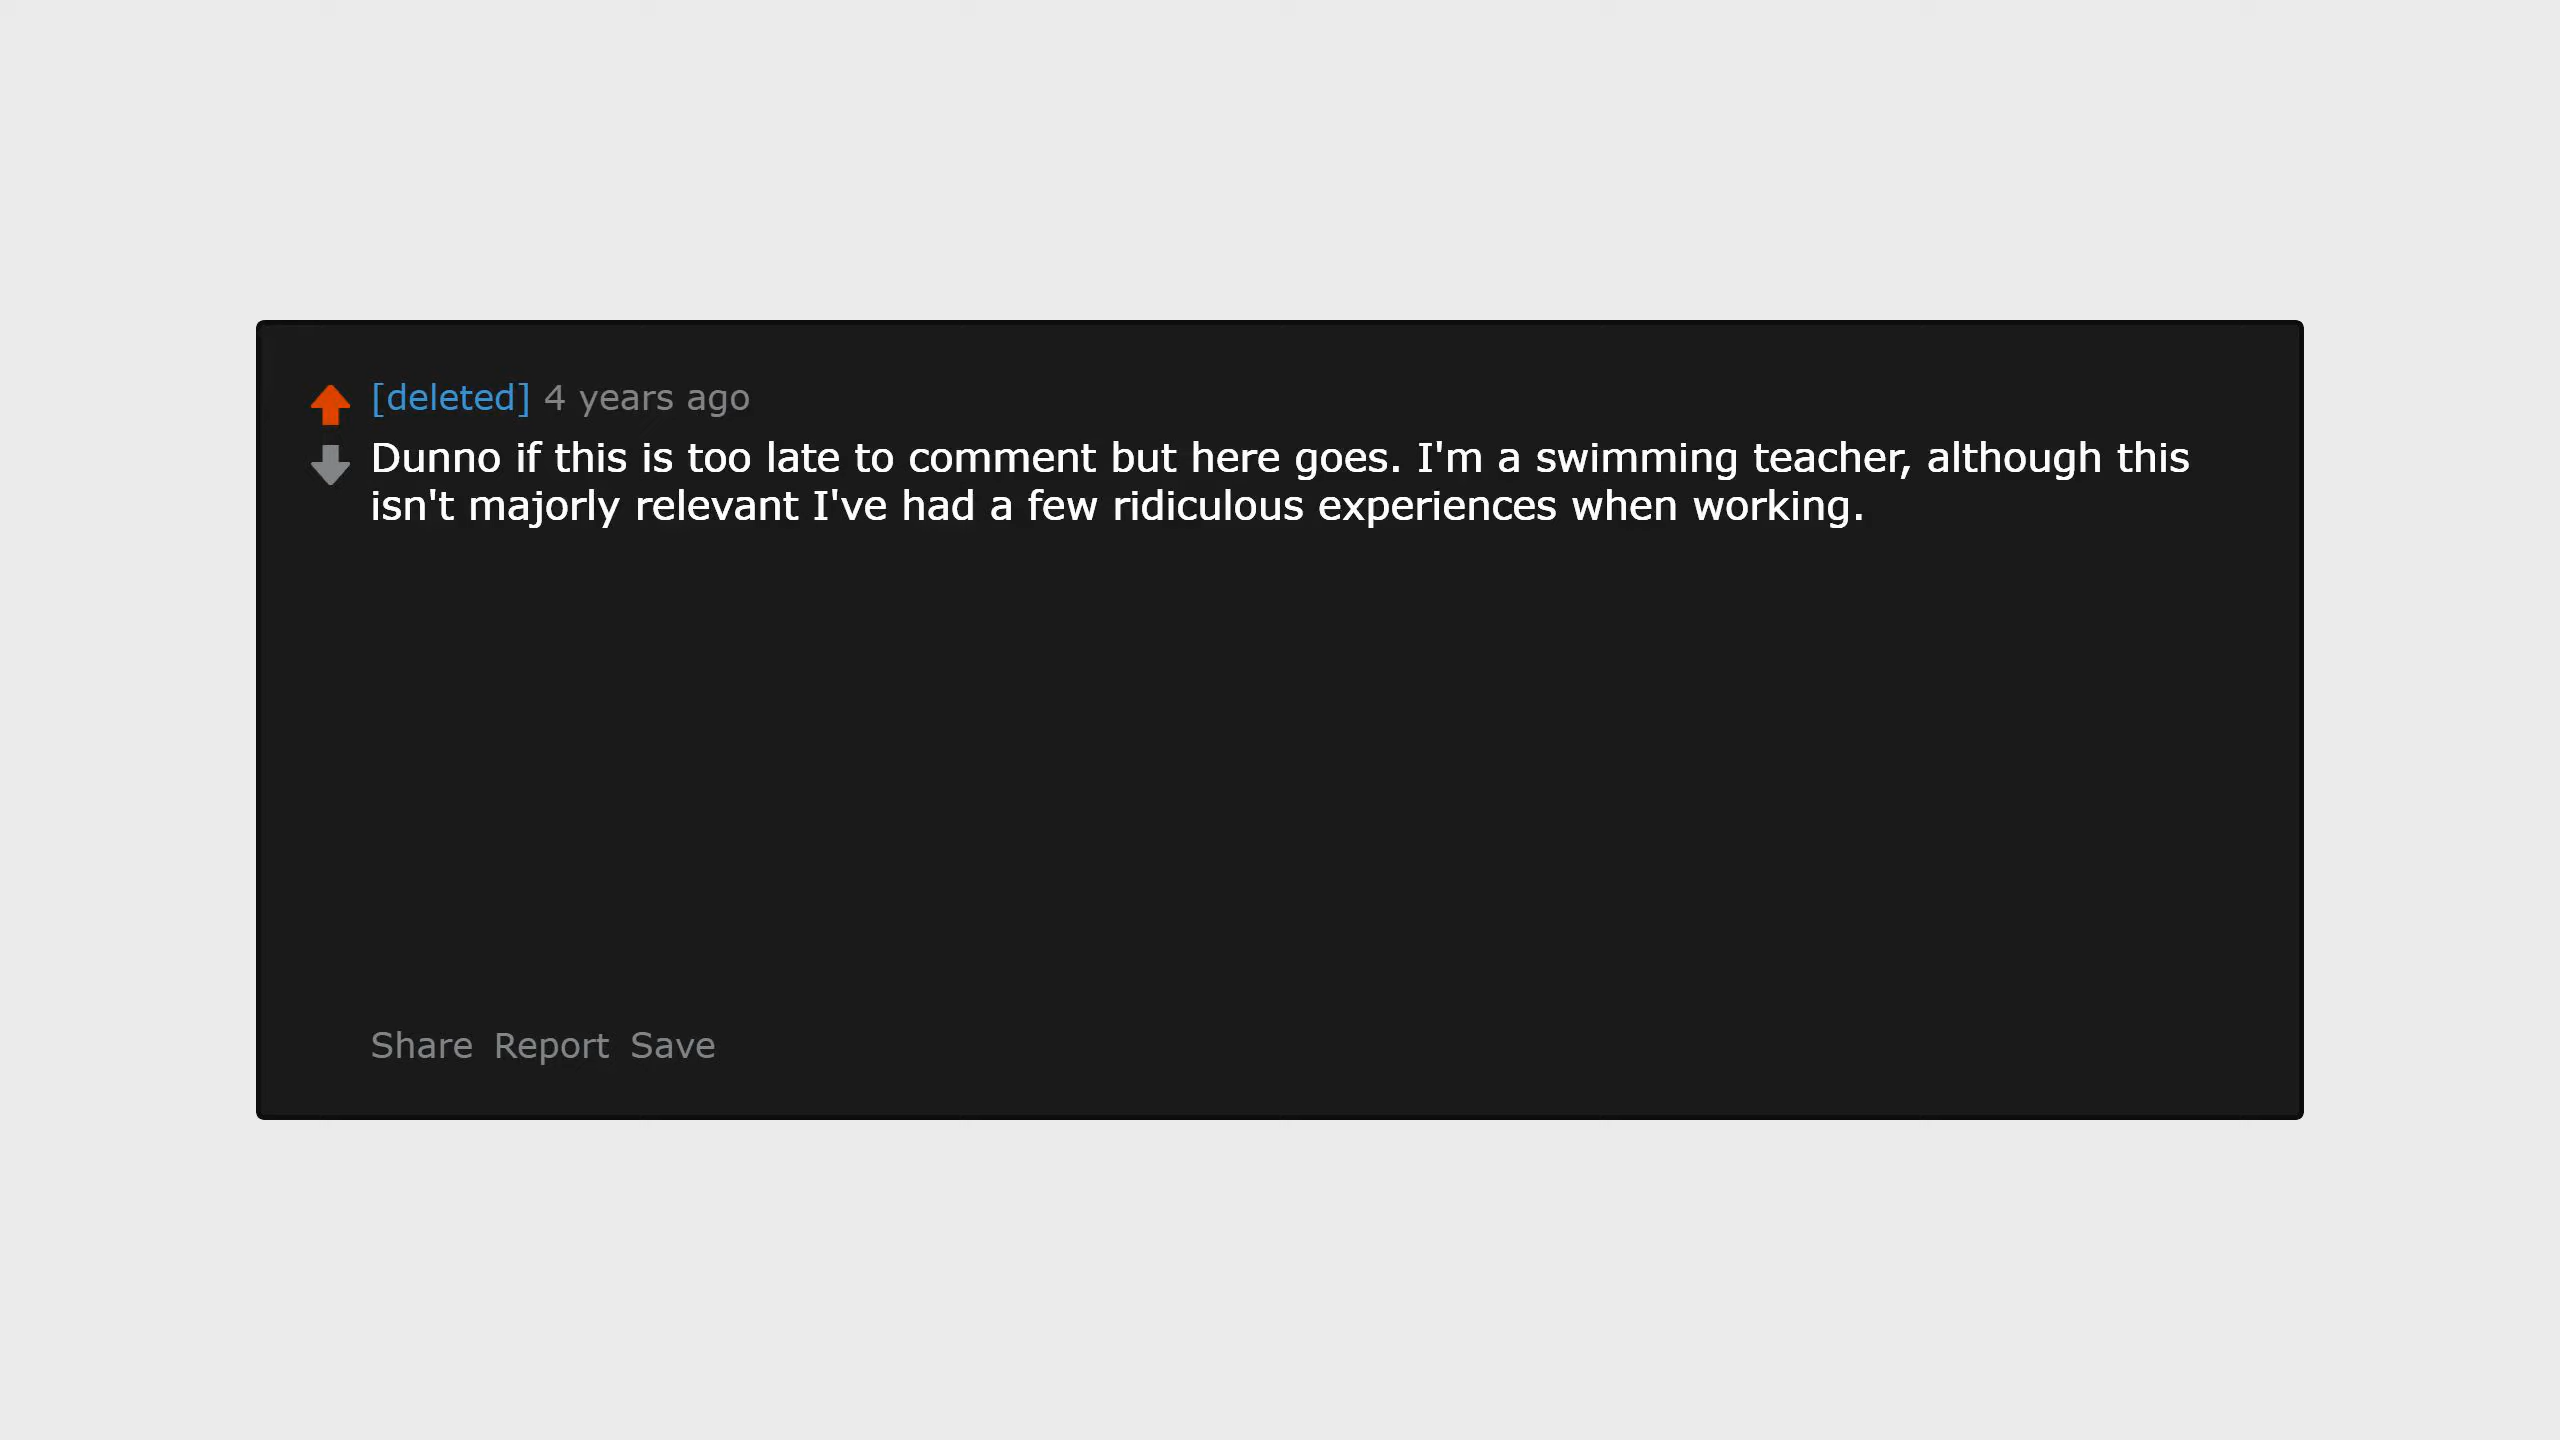 [deleted] 4 years ago
Dunno if this is too late to comment but here goes. I'm a swimming teacher, although this
isn't majorly relevant I've had a few ridiculous experiences when working.
Share Report Save